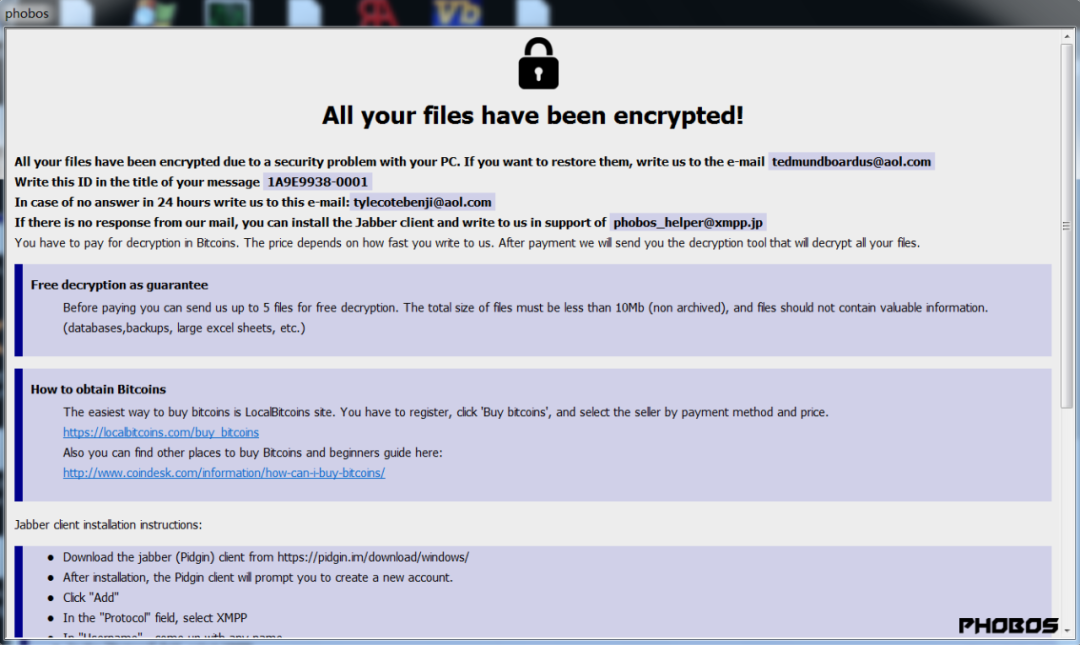 phobos
All your files have been encrypted!
All your files have been encrypted due to a security problem with your PC. If you want to restore them, write us to the e-mail tedmundboardus@aol.com
Write this ID in the title of your message 1A9E9938-0001
In case of no answer in 24 hours write us to this e-mail: tylecotebenji@aol.com
If there is no response from our mail, you can install the Jabber client and write to us in support of phobos_helper@xmpp.jp
You have to pay for decryption in Bitcoins. The price depends on how fast you write to us. After payment we will send you the decryption tool that will decrypt all your files.
Free decryption as guarantee
Before paying you can send us up to 5 files for free decryption. The total size of files must be less than 10Mb (non archived), and files should not contain valuable information.
(databases,backups, large excel sheets, etc.)
How to obtain Bitcoins
The easiest way to buy bitcoins is LocalBitcoins site. You have to register, click 'Buy bitcoins', and select the seller by payment method and price.
https://localbitcoins.com/buy_bitcoins
Also you can find other places to buy Bitcoins and beginners guide here:
http://www.coindesk.com/information/how-can-i-buy-bitcoins/
Jabber client installation instructions:
• Download the jabber (Pidgin) client from https://pidgin.im/download/windows/
• After installation, the Pidgin client will prompt you to create a new account.
• Click "Add"
• In the "Protocol" field, select XMPP
• In "Username" - come up with any name
PHOBOS